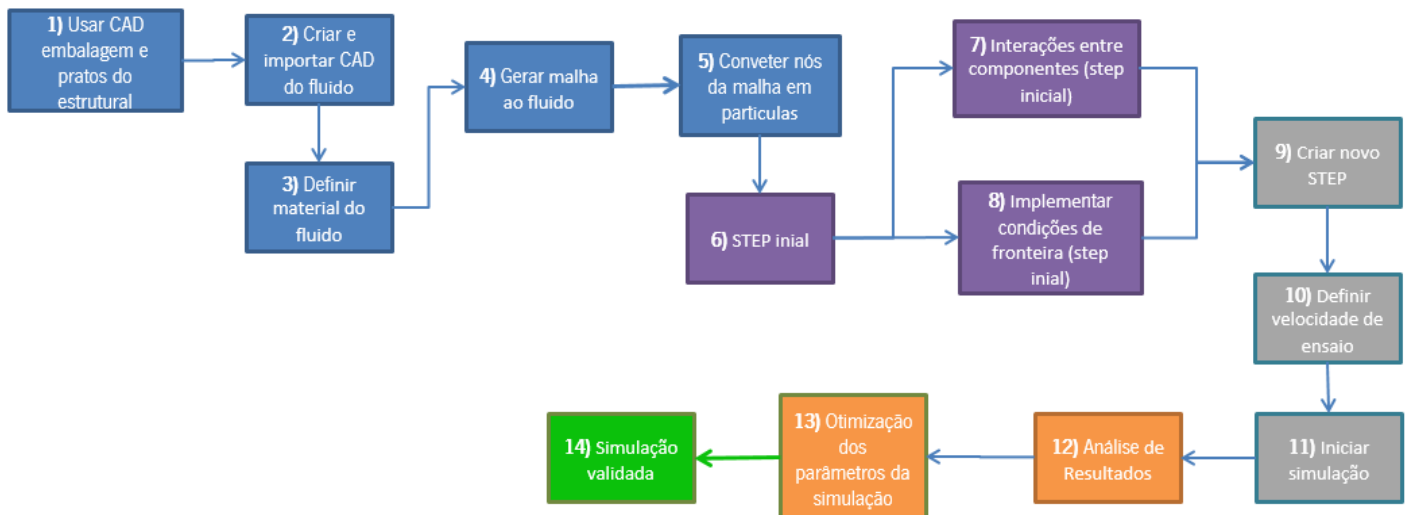 1) Usar CAD
embalagem e
pratos do
estrutural
2) Criar e
importar CAD
do fluido
3) Definir
material do
fluido
4) Gerar malha
ao fluido
5) Conveter nós
da malha em
particulas
6) STEP inial
7) Interações entre
componentes (step
inicial)
8) Implementar
condições de
fronteira (step
inial)
9) Criar novo
STEP
10) Definir
velocidade de
ensaio
11) Iniciar
simulação
12) Análise de
Resultados
13) Otimização
dos
parâmetros da
simulação
14) Simulação
validada